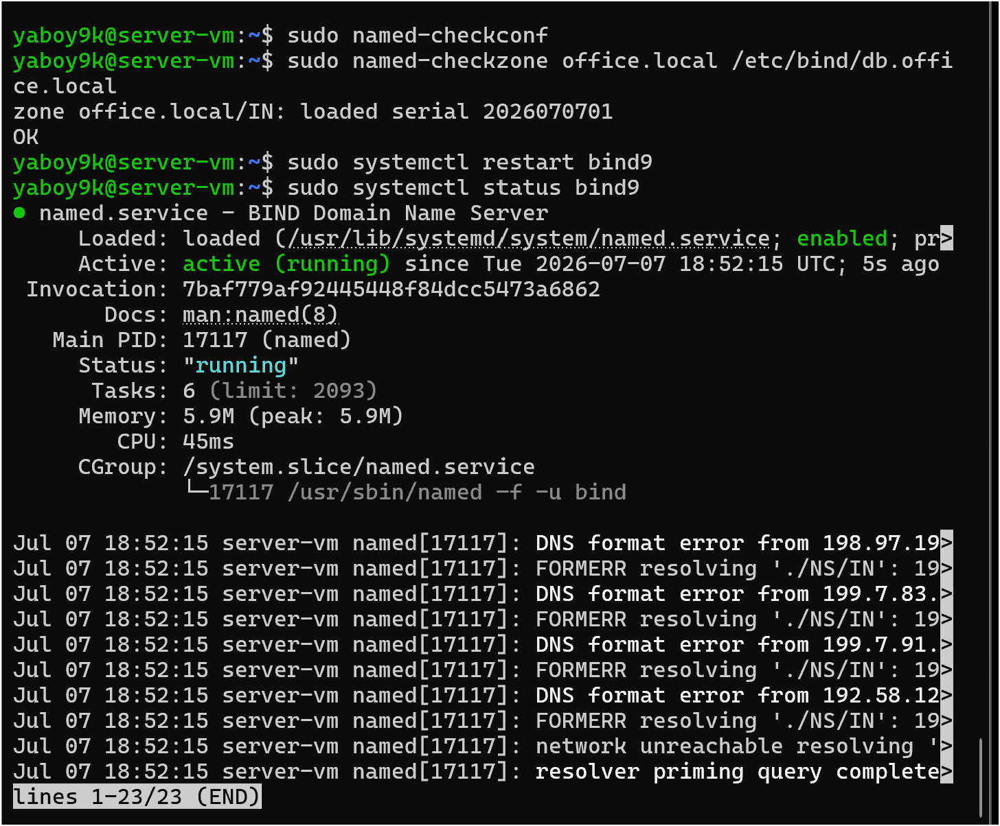 yaboy9k@server-vm:~$ sudo named-checkconf
yaboy9k@server-vm:~$ sudo named-checkzone office.local /etc/bind/db.offi
ce.local
zone office.local/IN: loaded serial 2026070701
OK
yaboy9k@server-vm:~$ sudo systemctl restart bind9
yaboy9k@server-vm:~$ sudo systemctl status bind9
● named.service - BIND Domain Name Server
     Loaded: loaded (/usr/lib/systemd/system/named.service; enabled; pr>
     Active: active (running) since Tue 2026-07-07 18:52:15 UTC; 5s ago
 Invocation: 7baf779af92445448f84dcc5473a6862
       Docs: man:named(8)
   Main PID: 17117 (named)
     Status: "running"
      Tasks: 6 (limit: 2093)
     Memory: 5.9M (peak: 5.9M)
        CPU: 45ms
     CGroup: /system.slice/named.service
             └─17117 /usr/sbin/named -f -u bind

Jul 07 18:52:15 server-vm named[17117]: DNS format error from 198.97.19>
Jul 07 18:52:15 server-vm named[17117]: FORMERR resolving './NS/IN': 19>
Jul 07 18:52:15 server-vm named[17117]: DNS format error from 199.7.83.>
Jul 07 18:52:15 server-vm named[17117]: FORMERR resolving './NS/IN': 19>
Jul 07 18:52:15 server-vm named[17117]: DNS format error from 199.7.91.>
Jul 07 18:52:15 server-vm named[17117]: FORMERR resolving './NS/IN': 19>
Jul 07 18:52:15 server-vm named[17117]: DNS format error from 192.58.12>
Jul 07 18:52:15 server-vm named[17117]: FORMERR resolving './NS/IN': 19>
Jul 07 18:52:15 server-vm named[17117]: network unreachable resolving '>
Jul 07 18:52:15 server-vm named[17117]: resolver priming query complete>
lines 1-23/23 (END)